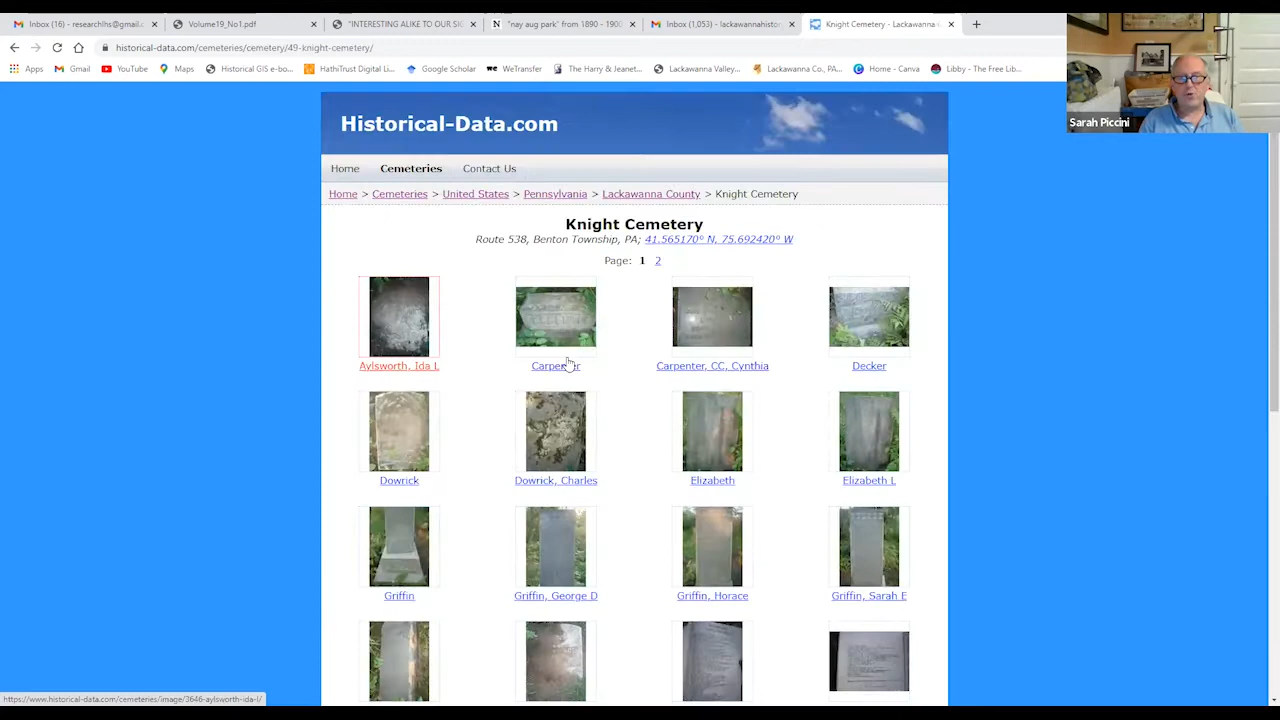 Inbox (16) - researchlhs@gmail.c
Volume19_No1.pdf
"INTERESTING ALIKE TO OUR SIG
"nay aug park" from 1890 - 1900
Inbox (1,053) - lackawannahistor
Knight Cemetery - Lackawanna
historical-data.com/cemeteries/cemetery/49-knight-cemetery/
Apps
Gmail
YouTube
Maps
Historical GIS e-bo...
HathiTrust Digital Li...
Google Scholar
WeTransfer
The Harry & Jeanet...
Lackawanna Valley...
Lackawanna Co., PA...
Home - Canva
Libby - The Free Lib...
Sarah Piccini
Historical-Data.com
Home
Cemeteries
Contact Us
Home > Cemeteries > United States > Pennsylvania > Lackawanna County > Knight Cemetery
Knight Cemetery
Route 538, Benton Township, PA; 41.565170° N, 75.692420° W
Page: 1 2
Aylsworth, Ida L
Carpenter
Carpenter, CC, Cynthia
Decker
Dowrick
Dowrick, Charles
Elizabeth
Elizabeth L
Griffin
Griffin, George D
Griffin, Horace
Griffin, Sarah E
https://www.historical-data.com/cemeteries/image/3646-aylsworth-ida-l/